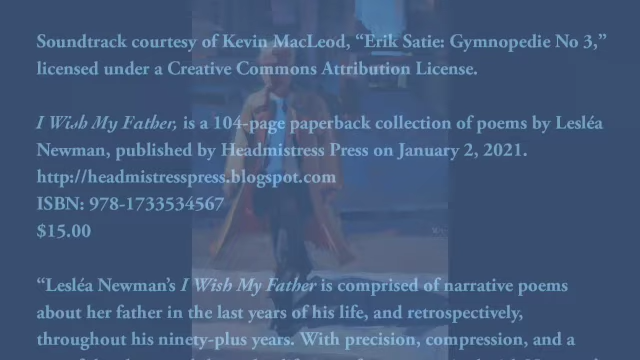 Soundtrack courtesy of Kevin MacLeod, “Erik Satie: Gymnopedie No 3,”
licensed under a Creative Commons Attribution License.
I Wish My Father, is a 104-page paperback collection of poems by Lesléa
Newman, published by Headmistress Press on January 2, 2021.
http://headmistresspress.blogspot.com
ISBN: 978-1733534567
$15.00
“Lesléa Newman’s I Wish My Father is comprised of narrative poems
about her father in the last years of his life, and retrospectively,
throughout his ninety-plus years. With precision, compression, and a